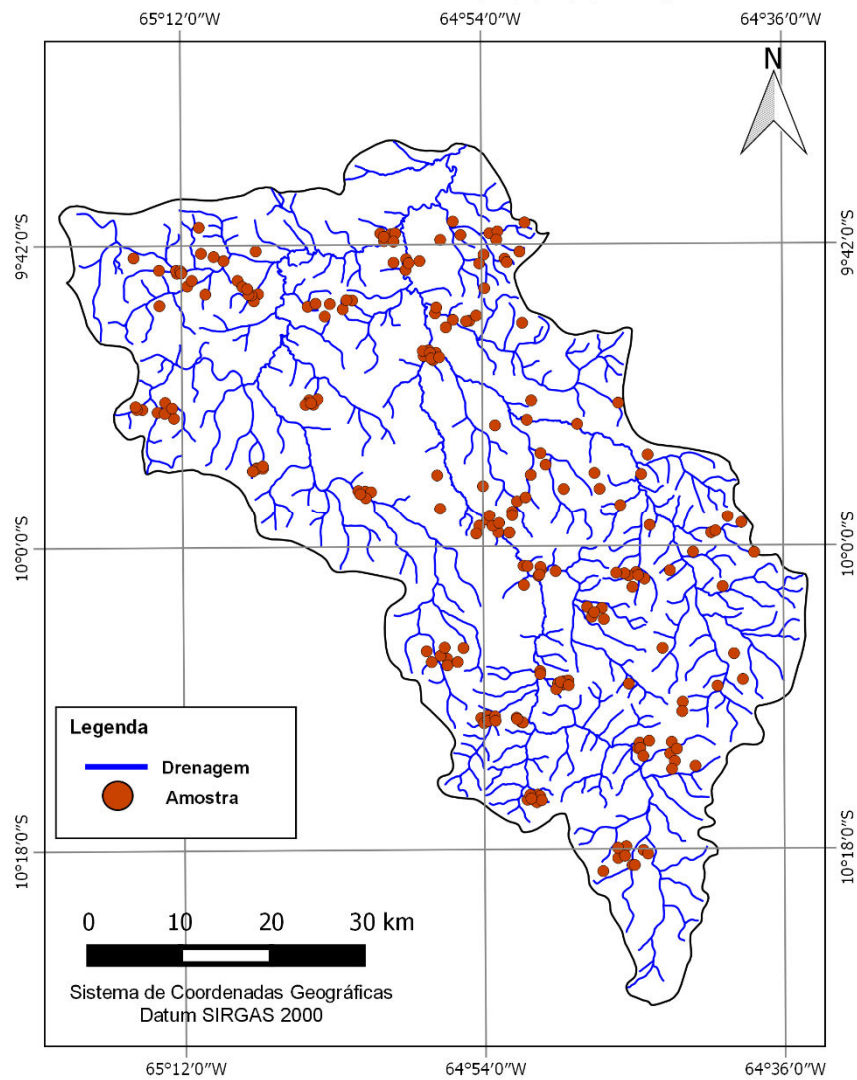 65°12′0″W 64°54′0″W 64°36′0″W
N
9°42′0″S 9°42′0″S
10°0′0″S 10°0′0″S
Legenda
Drenagem
Amostra
10°18′0″S 10°18′0″S
0 10 20 30 km
Sistema de Coordenadas Geográficas
Datum SIRGAS 2000
65°12′0″W 64°54′0″W 64°36′0″W